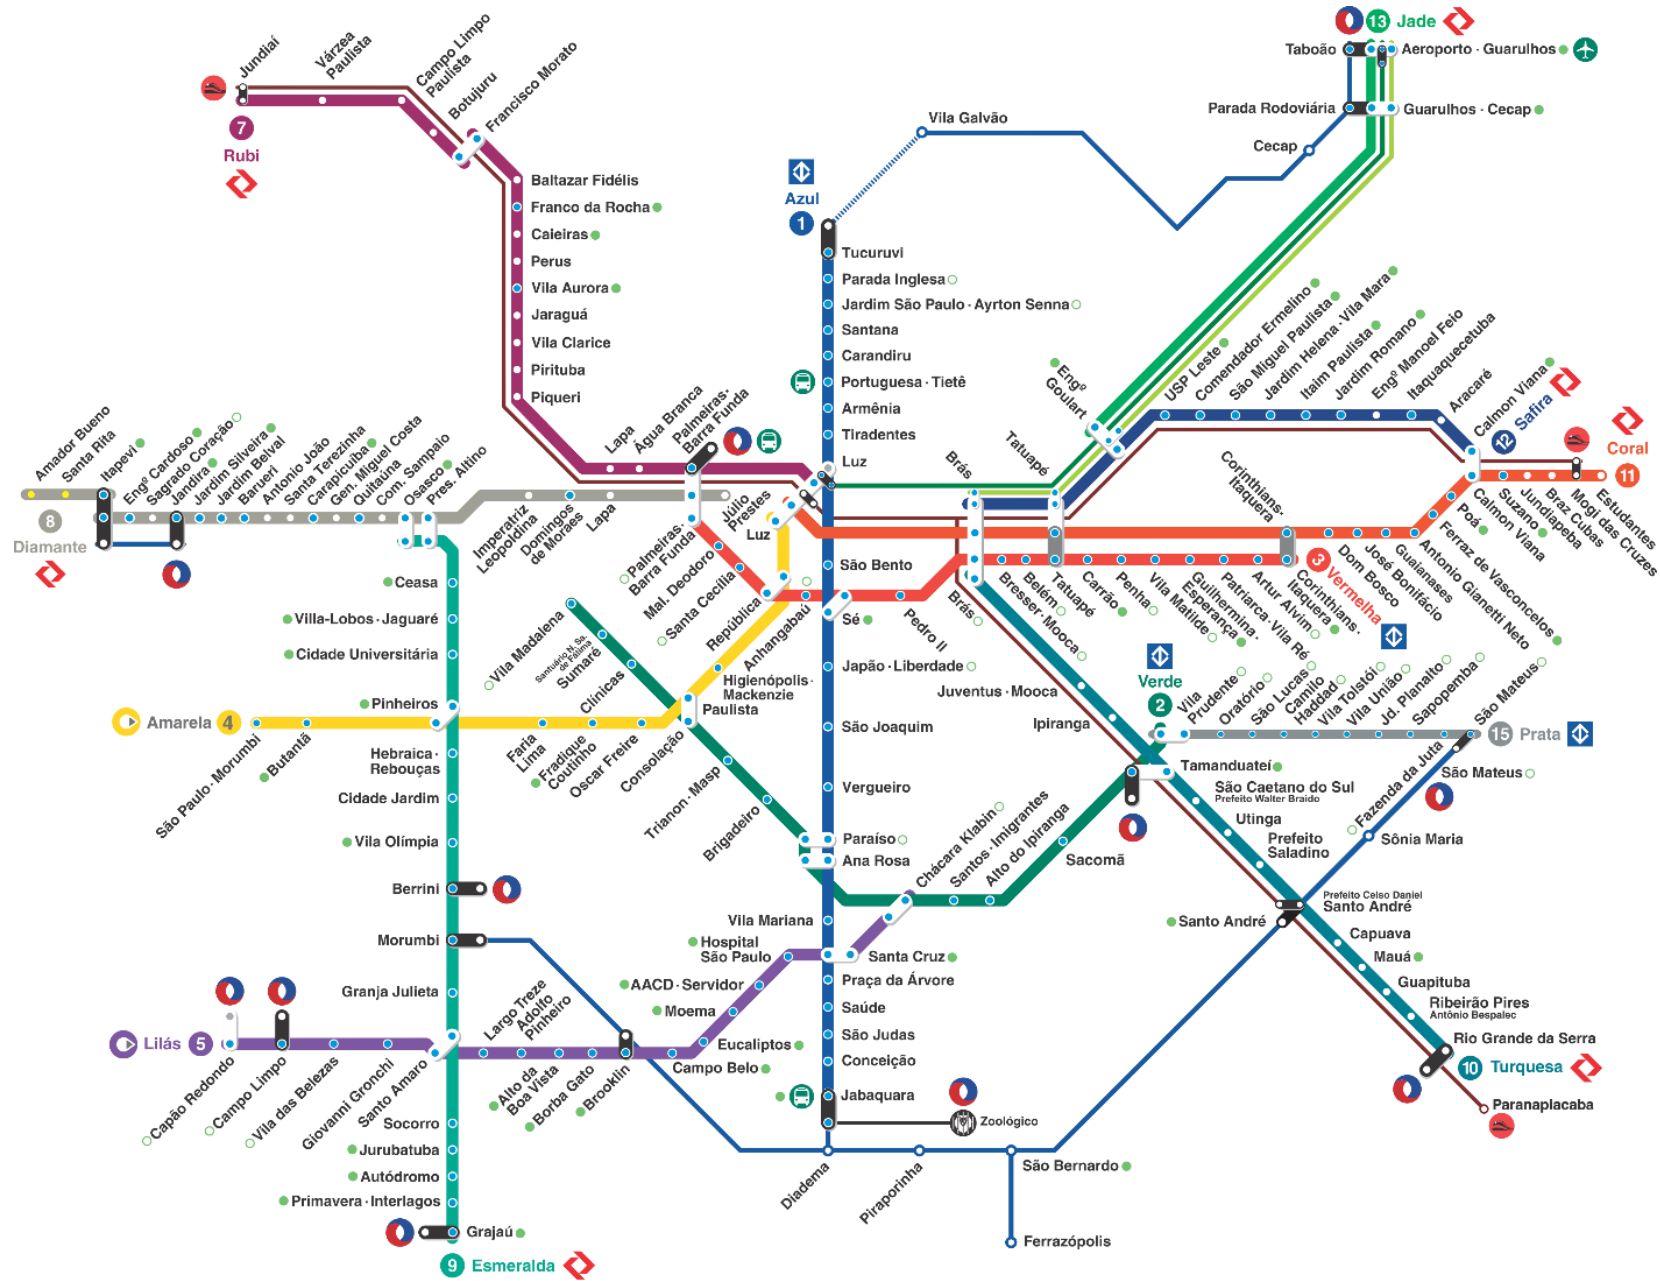 13 Jade
Taboão
Aeroporto · Guarulhos
Parada Rodoviária
Guarulhos · Cecap
Cecap
Vila Galvão
Jundiaí
Várzea
Paulista
Campo Limpo
Paulista
Botujuru
Francisco Morato
7
Rubi
Baltazar Fidélis
Franco da Rocha
Caieiras
Perus
Vila Aurora
Jaraguá
Vila Clarice
Pirituba
Piqueri
Lapa
Água Branca
Palmeiras·
Barra Funda
Azul
1
Tucuruvi
Parada Inglesa
Jardim São Paulo · Ayrton Senna
Santana
Carandiru
Portuguesa · Tietê
Armênia
Tiradentes
Luz
São Bento
Sé
Japão · Liberdade
São Joaquim
Vergueiro
Paraíso
Ana Rosa
Vila Mariana
Santa Cruz
Praça da Árvore
Saúde
São Judas
Conceição
Jabaquara
Zoológico
Engº
Goulart
USP Leste
Comendador Ermelino
São Miguel Paulista
Jardim Helena · Vila Mara
Itaim Paulista
Jardim Romano
Engº Manoel Feio
Itaquaquecetuba
Aracaré
Calmon Viana
12 Safira
Coral
11
Brás
Tatuapé
Corinthians-
Itaquera
Dom Bosco
José Bonifácio
Guaianases
Antonio Gianetti Neto
Ferraz de Vasconcelos
Poá
Calmon Viana
Suzano
Jundiapeba
Braz Cubas
Mogi das Cruzes
Estudantes
Amador Bueno
Santa Rita
Itapevi
Engº Cardoso
Sagrado Coração
Jandira
Jardim Silveira
Jardim Belval
Barueri
Antonio João
Santa Terezinha
Carapicuíba
Gen. Miguel Costa
Quitaúna
Com. Sampaio
Osasco
Pres. Altino
Imperatriz
Leopoldina
Domingos
de Moraes
Lapa
Júlio
Prestes
8
Diamante
Luz
Palmeiras·
Barra Funda
Mal. Deodoro
Santa Cecília
República
Anhangabaú
Pedro II
Brás
Bresser · Mooca
Belém
Tatuapé
Carrão
Penha
Vila Matilde
Guilhermina ·
Esperança
Patriarca · Vila Ré
Artur Alvim
Corinthians ·
Itaquera
3 Vermelha
Ceasa
Villa-Lobos · Jaguaré
Cidade Universitária
Pinheiros
Hebraica ·
Rebouças
Cidade Jardim
Vila Olímpia
Berrini
Morumbi
Granja Julieta
Santo Amaro
Socorro
Jurubatuba
Autódromo
Primavera · Interlagos
Grajaú
9 Esmeralda
Vila Madalena
Santuário N. Sa.
de Fátima
Sumaré
Clínicas
Consolação
Trianon · Masp
Brigadeiro
Chácara Klabin
Santos · Imigrantes
Alto do Ipiranga
Sacomã
Tamanduateí
Vila
Prudente
Verde
2
Amarela 4
São Paulo · Morumbi
Butantã
Faria
Lima
Fradique
Coutinho
Oscar Freire
Paulista
Higienópolis ·
Mackenzie
Oratório
São Lucas
Camilo
Haddad
Vila Tolstói
Vila União
Jd. Planalto
Sapopemba
Fazenda da Juta
São Mateus
15 Prata
São Mateus
Sônia Maria
Juventus · Mooca
Ipiranga
São Caetano do Sul
Prefeito Walter Braido
Utinga
Prefeito
Saladino
Prefeito Celso Daniel
Santo André
Santo André
Capuava
Mauá
Guapituba
Ribeirão Pires
Antônio Bespalec
Rio Grande da Serra
10 Turquesa
Paranapiacaba
Lilás 5
Capão Redondo
Campo Limpo
Vila das Belezas
Giovanni Gronchi
Largo Treze
Adolfo
Pinheiro
Alto da
Boa Vista
Borba Gato
Brooklin
Campo Belo
Eucaliptos
Moema
AACD · Servidor
Hospital
São Paulo
Diadema
Piraporinha
São Bernardo
Ferrazópolis